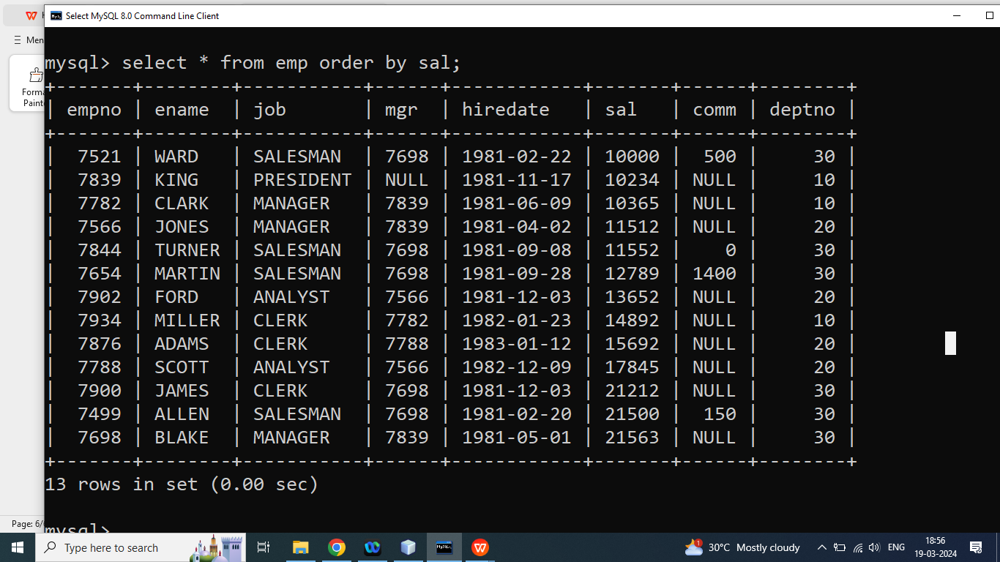 Select MySQL 8.0 Command Line Client
Men
Forma
Painte
mysql> select * from emp order by sal;
+-------+--------+-----------+------+------------+-------+------+--------+
| empno | ename  | job       | mgr  | hiredate   | sal   | comm | deptno |
+-------+--------+-----------+------+------------+-------+------+--------+
|  7521 | WARD   | SALESMAN  | 7698 | 1981-02-22 | 10000 |  500 |     30 |
|  7839 | KING   | PRESIDENT | NULL | 1981-11-17 | 10234 | NULL |     10 |
|  7782 | CLARK  | MANAGER   | 7839 | 1981-06-09 | 10365 | NULL |     10 |
|  7566 | JONES  | MANAGER   | 7839 | 1981-04-02 | 11512 | NULL |     20 |
|  7844 | TURNER | SALESMAN  | 7698 | 1981-09-08 | 11552 |    0 |     30 |
|  7654 | MARTIN | SALESMAN  | 7698 | 1981-09-28 | 12789 | 1400 |     30 |
|  7902 | FORD   | ANALYST   | 7566 | 1981-12-03 | 13652 | NULL |     20 |
|  7934 | MILLER | CLERK     | 7782 | 1982-01-23 | 14892 | NULL |     10 |
|  7876 | ADAMS  | CLERK     | 7788 | 1983-01-12 | 15692 | NULL |     20 |
|  7788 | SCOTT  | ANALYST   | 7566 | 1982-12-09 | 17845 | NULL |     20 |
|  7900 | JAMES  | CLERK     | 7698 | 1981-12-03 | 21212 | NULL |     30 |
|  7499 | ALLEN  | SALESMAN  | 7698 | 1981-02-20 | 21500 |  150 |     30 |
|  7698 | BLAKE  | MANAGER   | 7839 | 1981-05-01 | 21563 | NULL |     30 |
+-------+--------+-----------+------+------------+-------+------+--------+
13 rows in set (0.00 sec)
mysql>
Page: 6/
Type here to search
1
30°C Mostly cloudy
ENG
18:56
19-03-2024